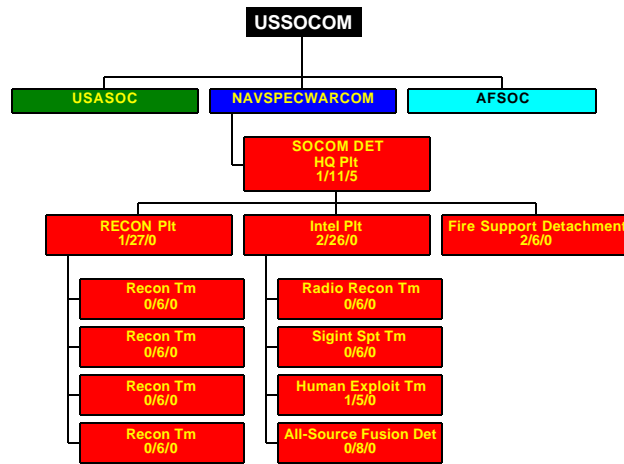 USSOCOM
USASOC
NAVSPECWARCOM
AFSOC
SOCOM DET
HQ Plt
1/11/5
RECON Plt
1/27/0
Intel Plt
2/26/0
Fire Support Detachment
2/6/0
Recon Tm
0/6/0
Recon Tm
0/6/0
Recon Tm
0/6/0
Recon Tm
0/6/0
Radio Recon Tm
0/6/0
Sigint Spt Tm
0/6/0
Human Exploit Tm
1/5/0
All-Source Fusion Det
0/8/0